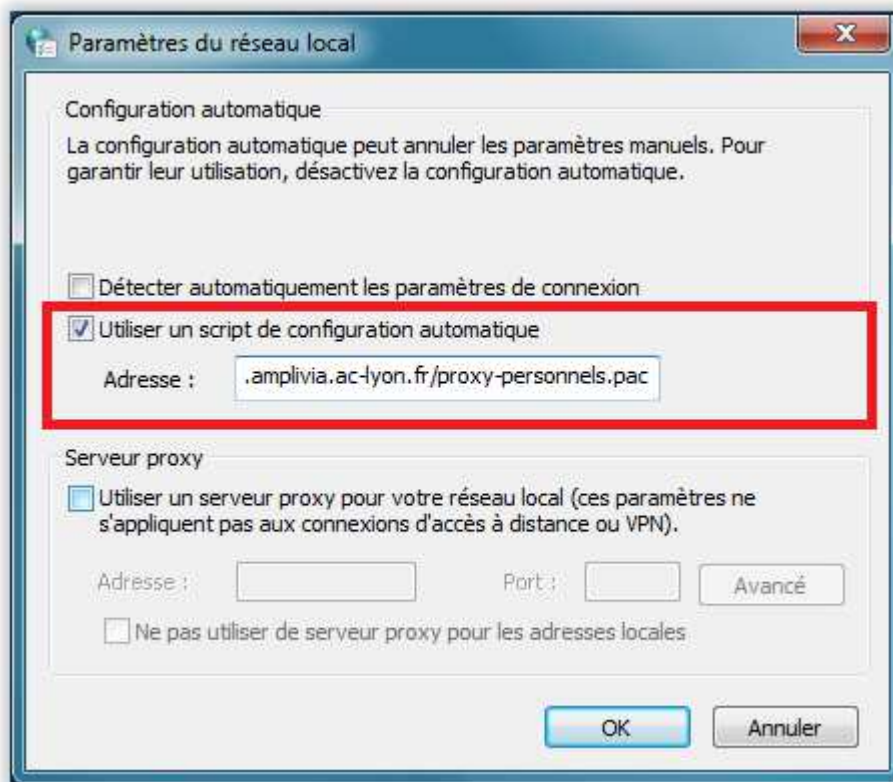 Paramètres du réseau local
Configuration automatique
La configuration automatique peut annuler les paramètres manuels. Pour
garantir leur utilisation, désactivez la configuration automatique.
Détecter automatiquement les paramètres de connexion
Utiliser un script de configuration automatique
Adresse : .amplivia.ac-lyon.fr/proxy-personnels.pac
Serveur proxy
Utiliser un serveur proxy pour votre réseau local (ces paramètres ne
s'appliquent pas aux connexions d'accès à distance ou VPN).
Adresse : Port : Avancé
Ne pas utiliser de serveur proxy pour les adresses locales
OK Annuler